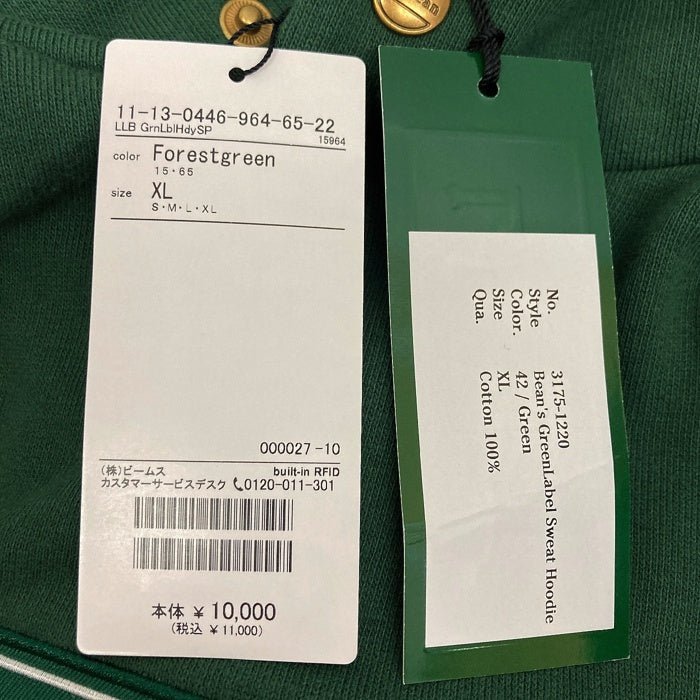 11-13-0446-964-65-22
LLB GrnLblHdySP
15964
color Forestgreen
15・65
size XL
S・M・L・XL
000027-10
(株)ビームス built-in RFID
カスタマーサービスデスク 0120-011-301
本体 ¥10,000
(税込 ¥11,000)
No. 3175-1220
Style Bean's GreenLabel Sweat Hoodie
Color. 42 / Green
Size XL
Qua. Cotton 100%